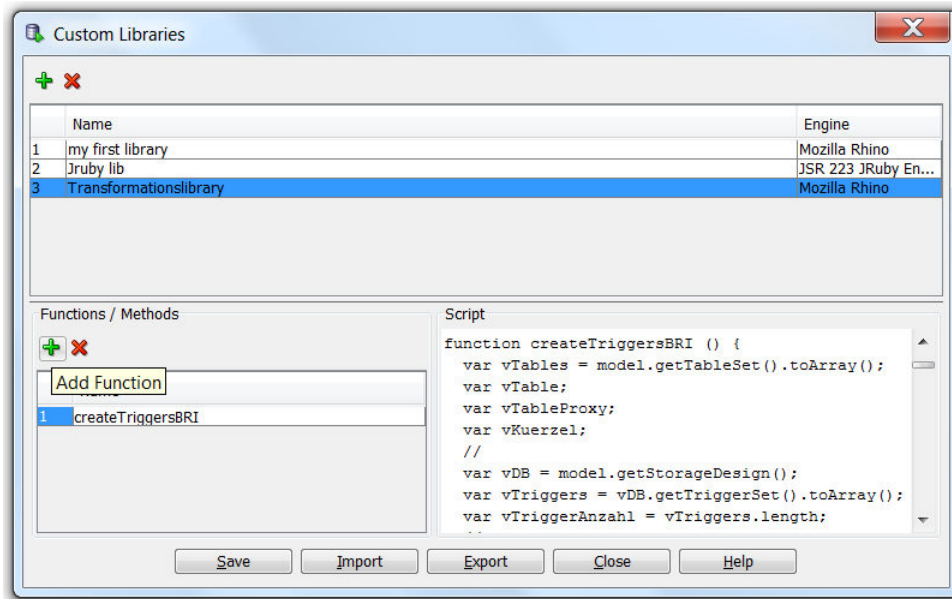 Custom Libraries
Name Engine
1 my first library Mozilla Rhino
2 Jruby lib JSR 223 JRuby En...
3 Transformationslibrary Mozilla Rhino
Functions / Methods
Add Function
1 createTriggersBRI
Script
function createTriggersBRI () {
var vTables = model.getTableSet().toArray();
var vTable;
var vTableProxy;
var vKuerzel;
//
var vDB = model.getStorageDesign();
var vTriggers = vDB.getTriggerSet().toArray();
var vTriggerAnzahl = vTriggers.length;
Save Import Export Close Help